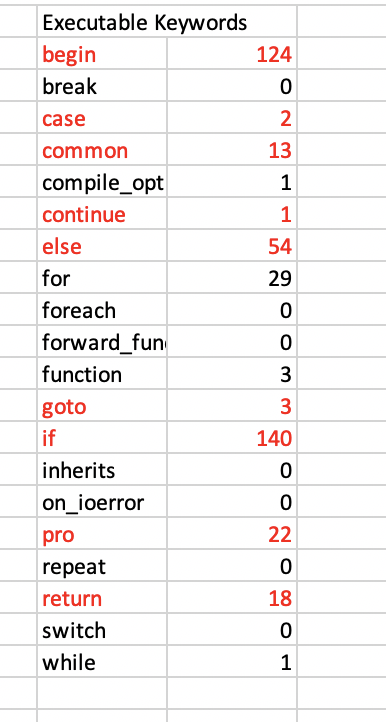 Executable Keywords
begin 124
break 0
case 2
common 13
compile_opt 1
continue 1
else 54
for 29
foreach 0
forward_fun 0
function 3
goto 3
if 140
inherits 0
on_ioerror 0
pro 22
repeat 0
return 18
switch 0
while 1